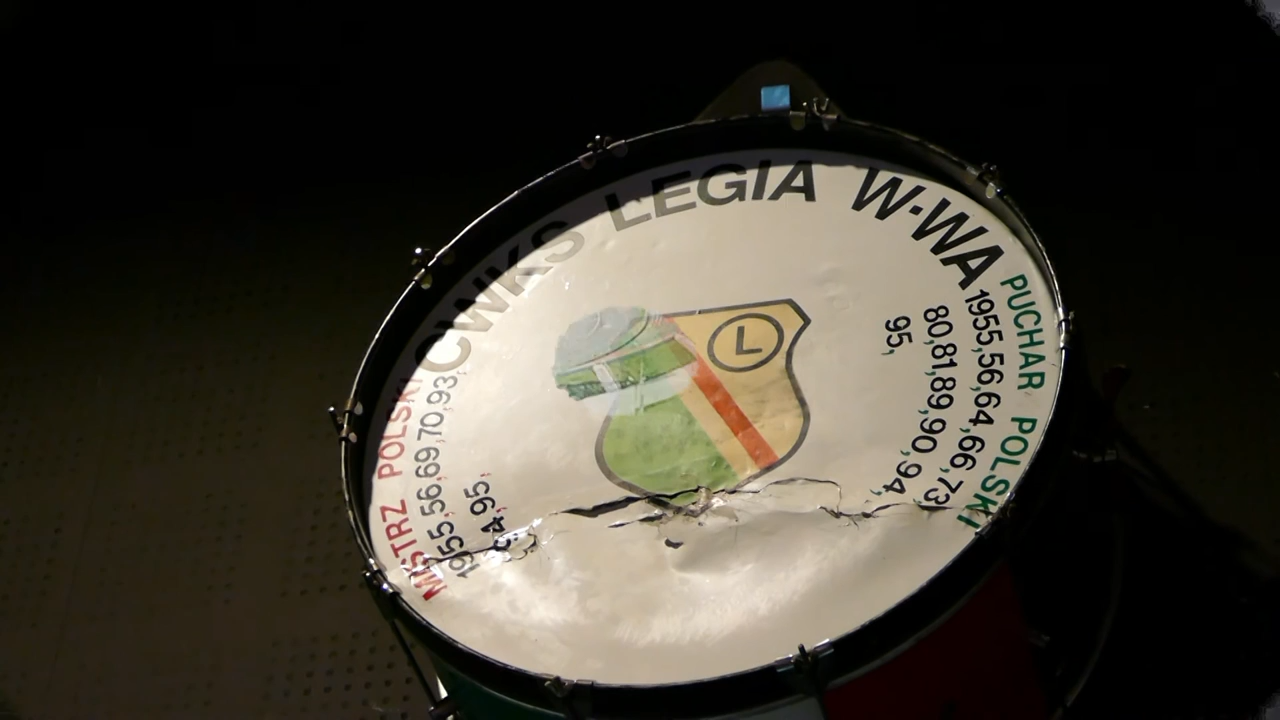 CWKS LEGIA W-WA
MISTRZ POLSKI
1955,56,69,70,93,
94,95,
L
PUCHAR POLSKI
1955,56,64,66,73
80,81,89,90,94,
95,